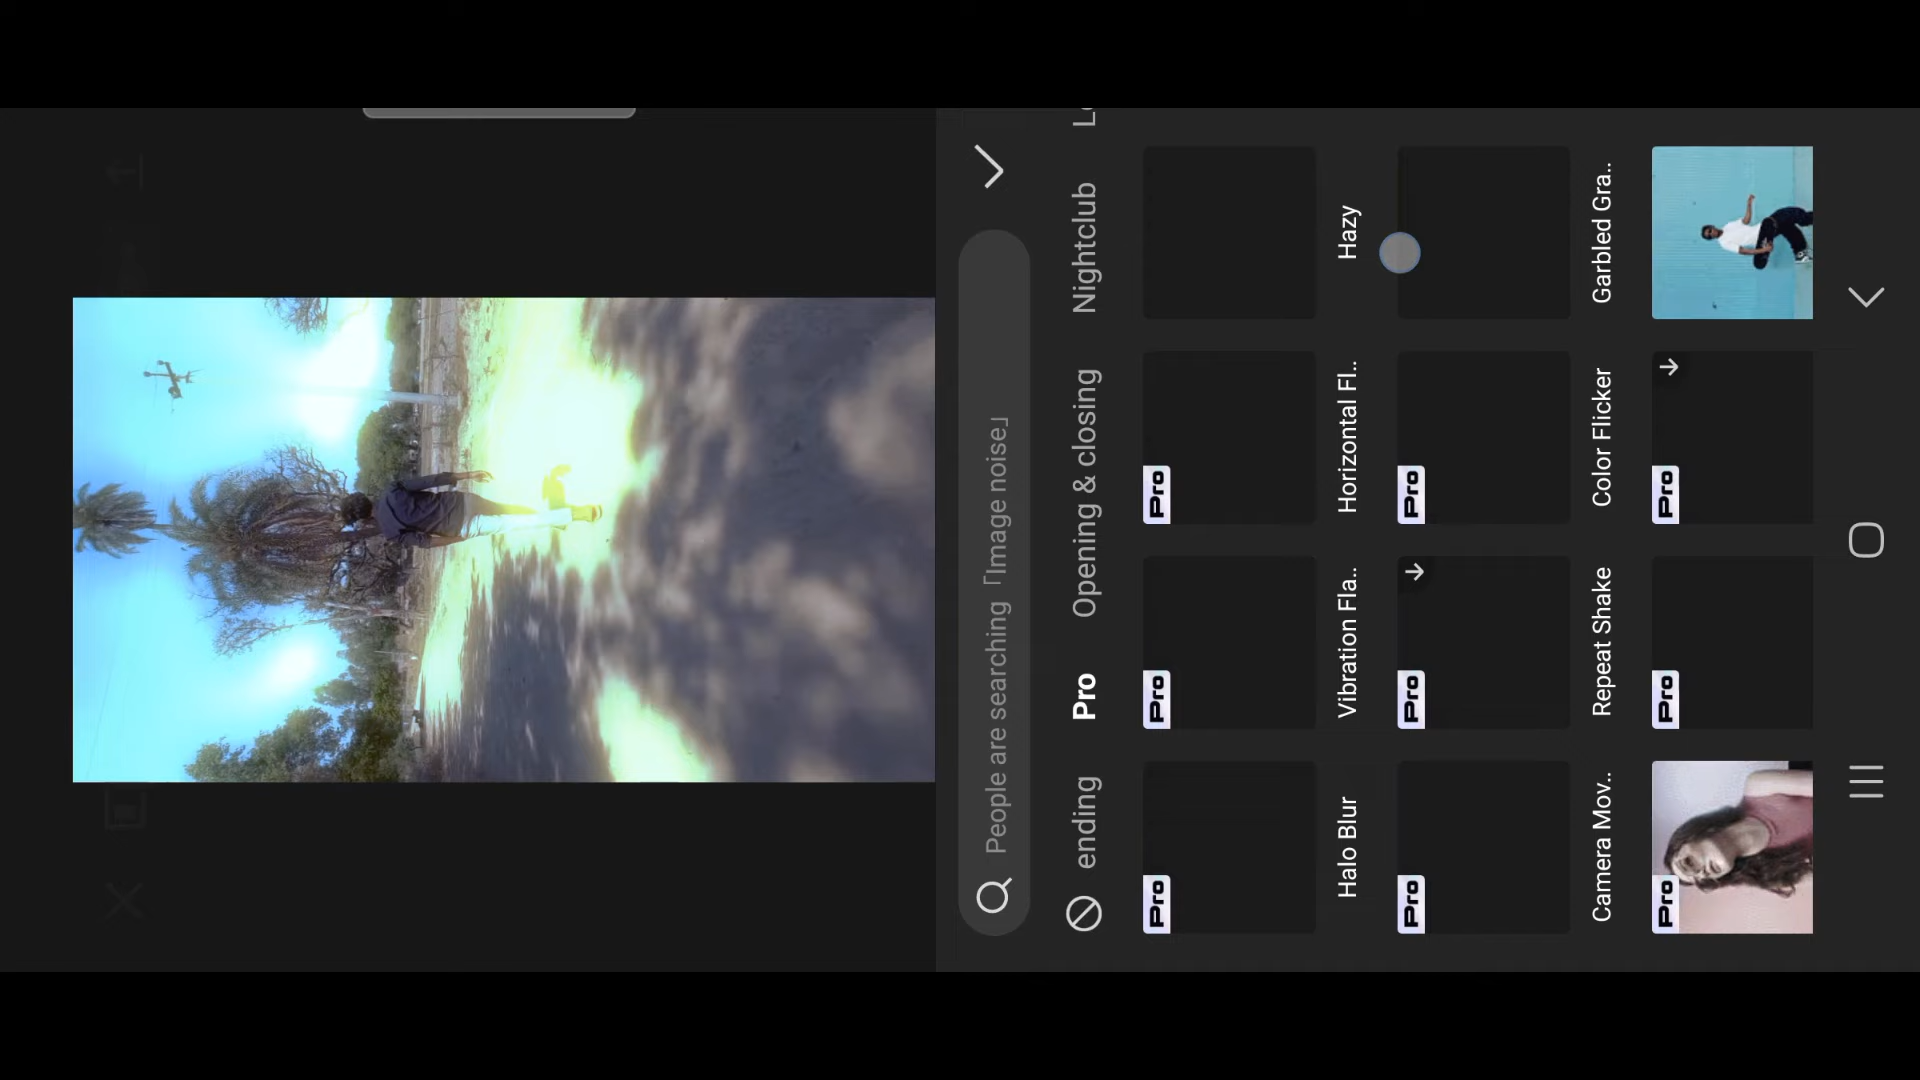 People are searching 「Image noise」
ending Pro Opening & closing Nightclub
Pro Pro Pro
Halo Blur Vibration Fla.. Horizontal Fl.. Hazy
Pro Pro Pro
Camera Mov.. Repeat Shake Color Flicker Garbled Gra..
Pro Pro Pro